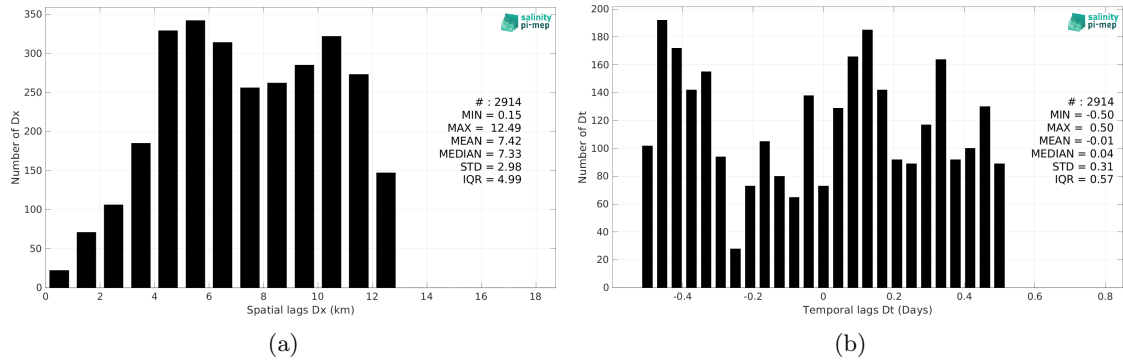 350
300
250
200
150
100
50
0
Number of Dx
0 2 4 6 8 10 12 14 16 18
Spatial lags Dx (km)
salinity
pi-mep
# : 2914
MIN = 0.15
MAX = 12.49
MEAN = 7.42
MEDIAN = 7.33
STD = 2.98
IQR = 4.99
(a)
200
180
160
140
120
100
80
60
40
20
0
Number of Dt
-0.4 -0.2 0 0.2 0.4 0.6 0.8
Temporal lags Dt (Days)
salinity
pi-mep
# : 2914
MIN = -0.50
MAX = 0.50
MEAN = -0.01
MEDIAN = 0.04
STD = 0.31
IQR = 0.57
(b)